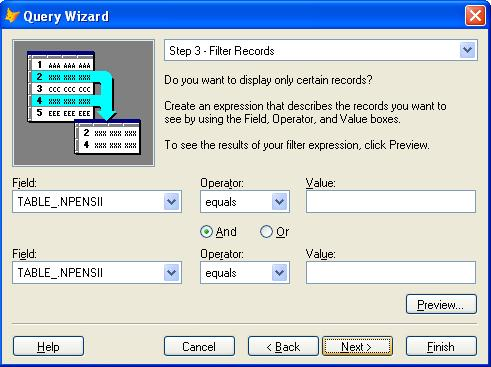 Query Wizard
Step 3 - Filter Records
1 AAA AAA AAA
2 XXX XXX XXX
3 CCC CCC CCC
4 XXX XXX XXX
5 EEE EEE EEE
2 XXX XXX XXX
4 XXX XXX XXX
Do you want to display only certain records?
Create an expression that describes the records you want to
see by using the Field, Operator, and Value boxes.
To see the results of your filter expression, click Preview.
Field: Operator: Value:
TABLE_.NPENSII equals
And Or
Field: Operator: Value:
TABLE_.NPENSII equals
Preview...
Help Cancel < Back Next > Finish